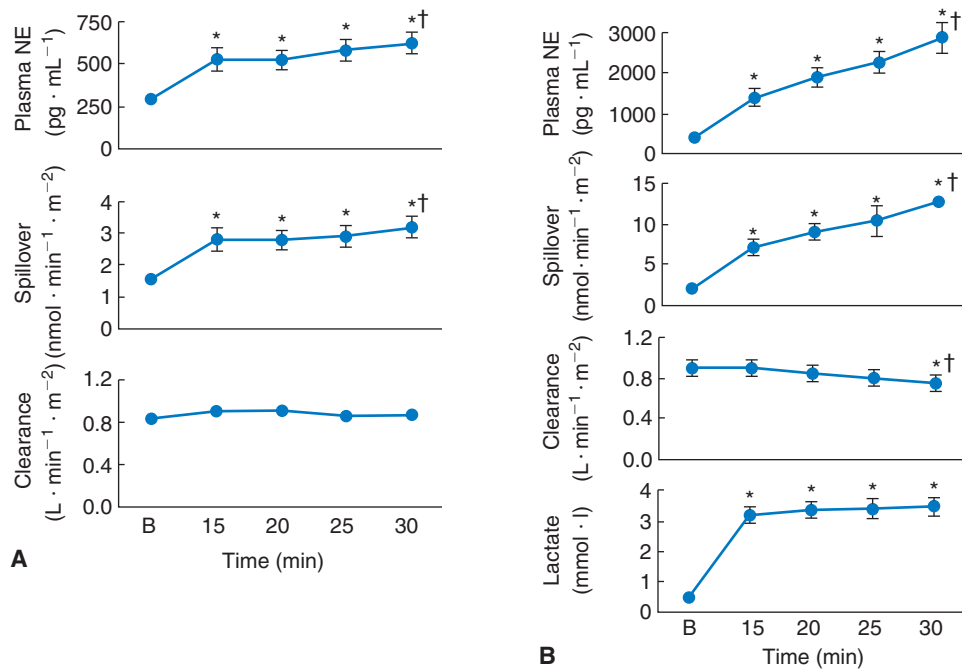 Plasma NE
(pg · mL⁻¹)
750
500
250
0
* * * *†
Spillover
(nmol · min⁻¹ · m⁻²)
4
3
2
1
0
* * * *†
Clearance
(L · min⁻¹ · m⁻²)
1.2
0.8
0.4
0.0
B 15 20 25 30
Time (min)
A
Plasma NE
(pg · mL⁻¹)
3000
2000
1000
0
* * * *†
Spillover
(nmol · min⁻¹ · m⁻²)
15
10
5
0
* * * *†
Clearance
(L · min⁻¹ · m⁻²)
1.2
0.8
0.4
0.0
*†
Lactate
(mmol · l)
4
3
2
1
0
* * * *
B 15 20 25 30
Time (min)
B